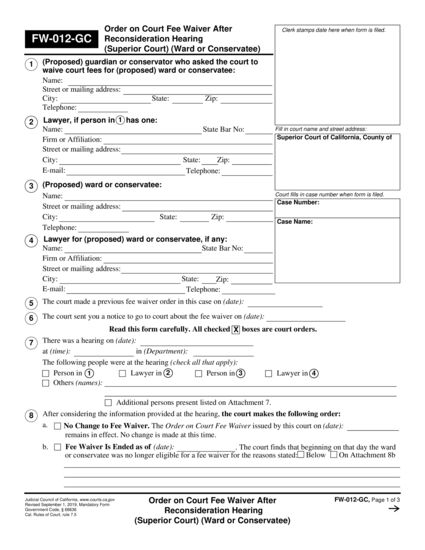 FW-012-GC
Order on Court Fee Waiver After
Reconsideration Hearing
(Superior Court) (Ward or Conservatee)
Clerk stamps date here when form is filed.
1 (Proposed) guardian or conservator who asked the court to
waive court fees for (proposed) ward or conservatee:
Name:
Street or mailing address:
City: State: Zip:
Telephone:
2 Lawyer, if person in 1 has one:
Name: State Bar No:
Firm or Affiliation:
Street or mailing address:
City: State: Zip:
E-mail: Telephone:
Fill in court name and street address:
Superior Court of California, County of
3 (Proposed) ward or conservatee:
Name:
Street or mailing address:
City: State: Zip:
Telephone:
Court fills in case number when form is filed.
Case Number:
Case Name:
4 Lawyer for (proposed) ward or conservatee, if any:
Name: State Bar No:
Firm or Affiliation:
Street or mailing address:
City: State: Zip:
E-mail: Telephone:
5 The court made a previous fee waiver order in this case on (date):
6 The court sent you a notice to go to court about the fee waiver on (date):
Read this form carefully. All checked X boxes are court orders.
7 There was a hearing on (date):
at (time): in (Department):
The following people were at the hearing (check all that apply):
Person in 1 Lawyer in 2 Person in 3 Lawyer in 4
Others (names):
Additional persons present listed on Attachment 7.
8 After considering the information provided at the hearing, the court makes the following order:
a. No Change to Fee Waiver. The Order on Court Fee Waiver issued by this court on (date):
remains in effect. No change is made at this time.
b. Fee Waiver Is Ended as of (date): . The court finds that beginning on that day the ward
or conservatee was no longer eligible for a fee waiver for the reasons stated: Below On Attachment 8b
Judicial Council of California, www.courts.ca.gov
Revised September 1, 2019, Mandatory Form
Government Code, § 68636
Cal. Rules of Court, rule 7.5
Order on Court Fee Waiver After
Reconsideration Hearing
(Superior Court) (Ward or Conservatee)
FW-012-GC, Page 1 of 3